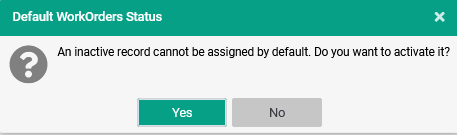 Default WorkOrders Status
An inactive record cannot be assigned by default. Do you want to activate it?
Yes
No